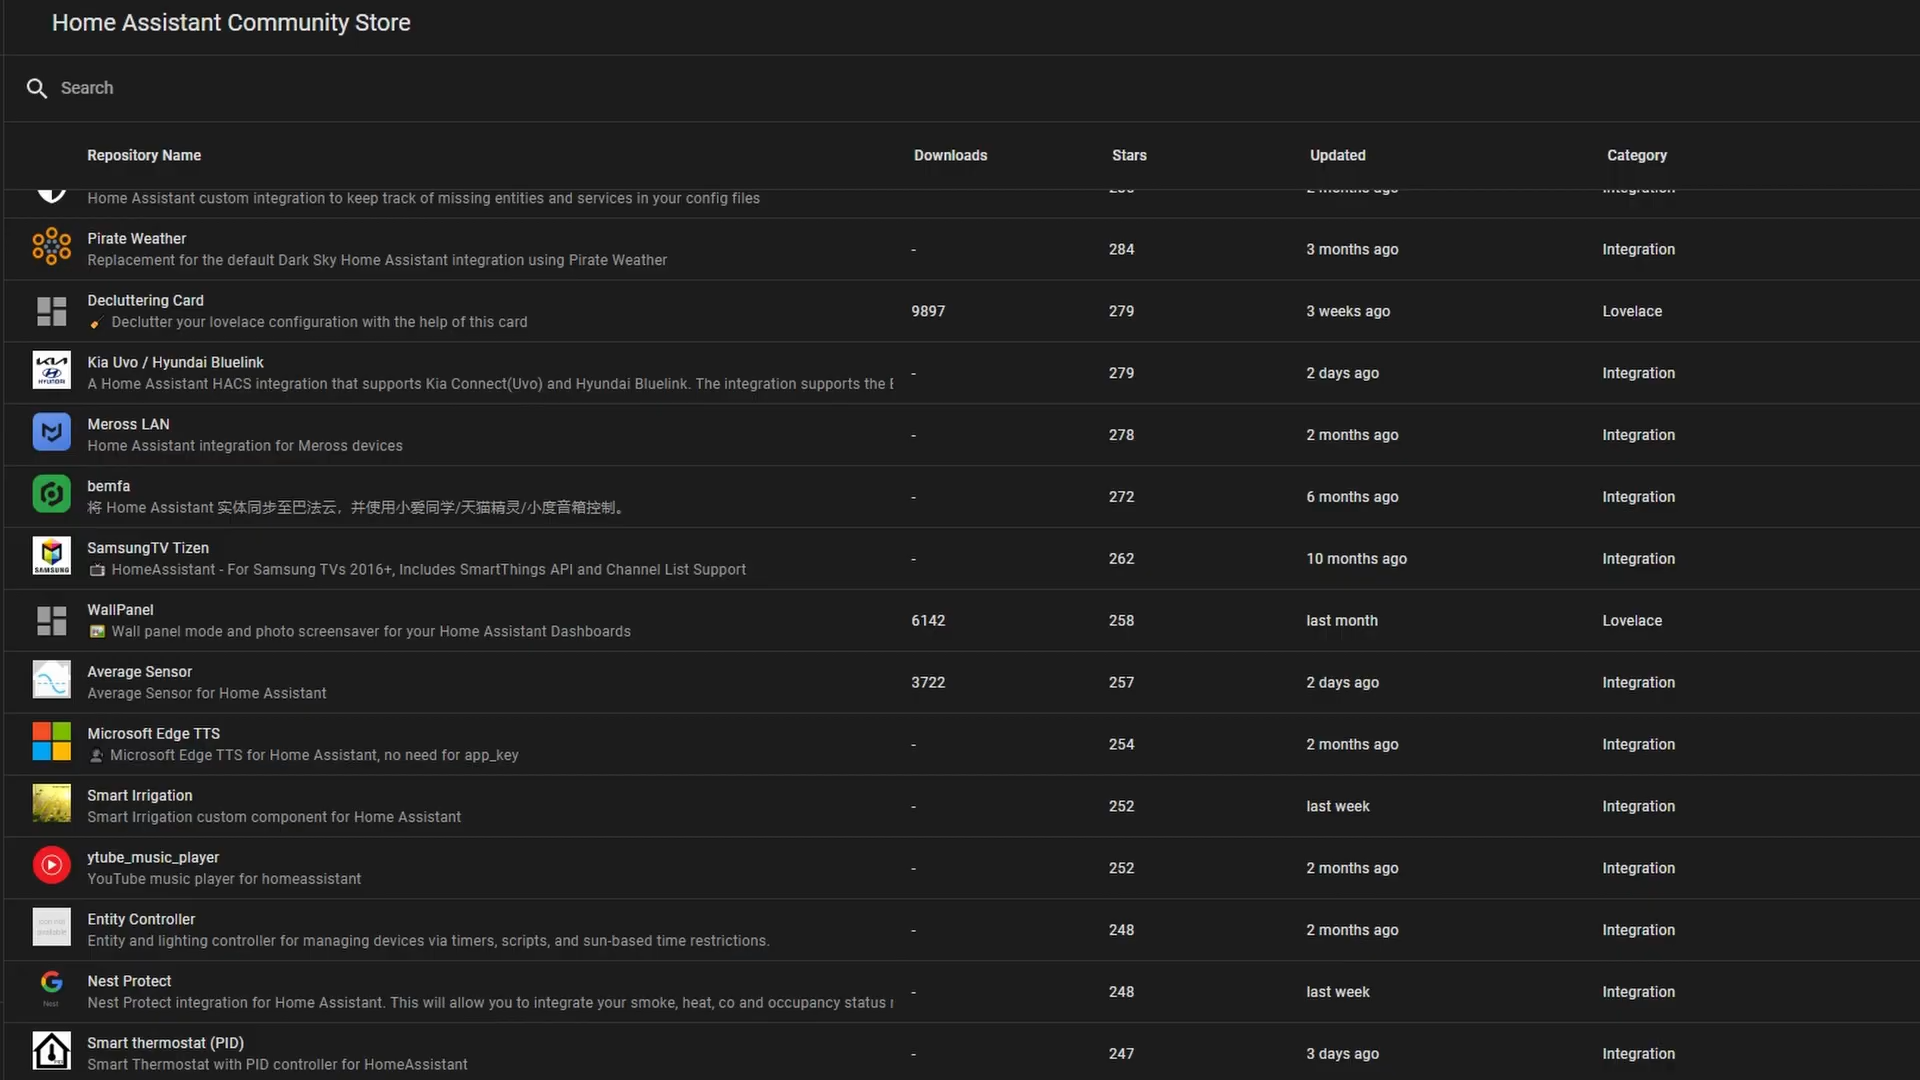 Home Assistant Community Store
Search
Repository Name Downloads Stars Updated Category
2 months ago Integration
Home Assistant custom integration to keep track of missing entities and services in your config files
Pirate Weather
Replacement for the default Dark Sky Home Assistant integration using Pirate Weather
- 284 3 months ago Integration
Decluttering Card
Declutter your lovelace configuration with the help of this card
9897 279 3 weeks ago Lovelace
Kia Uvo / Hyundai Bluelink
A Home Assistant HACS integration that supports Kia Connect(Uvo) and Hyundai Bluelink. The integration supports the
- 279 2 days ago Integration
KIA
HYUNDAI
Meross LAN
Home Assistant integration for Meross devices
- 278 2 months ago Integration
bemfa
将 Home Assistant 实体同步至巴法云，并使用小爱同学/天猫精灵/小度音箱控制。
- 272 6 months ago Integration
SAMSUNG
SamsungTV Tizen
HomeAssistant - For Samsung TVs 2016+, Includes SmartThings API and Channel List Support
- 262 10 months ago Integration
WallPanel
Wall panel mode and photo screensaver for your Home Assistant Dashboards
6142 258 last month Lovelace
Average Sensor
Average Sensor for Home Assistant
3722 257 2 days ago Integration
Microsoft Edge TTS
Microsoft Edge TTS for Home Assistant, no need for app_key
- 254 2 months ago Integration
Smart Irrigation
Smart Irrigation custom component for Home Assistant
- 252 last week Integration
ytube_music_player
YouTube music player for homeassistant
- 252 2 months ago Integration
icon not
available
Entity Controller
Entity and lighting controller for managing devices via timers, scripts, and sun-based time restrictions.
- 248 2 months ago Integration
Nest
Nest Protect
Nest Protect integration for Home Assistant. This will allow you to integrate your smoke, heat, co and occupancy status
- 248 last week Integration
Smart thermostat (PID)
Smart Thermostat with PID controller for HomeAssistant
- 247 3 days ago Integration